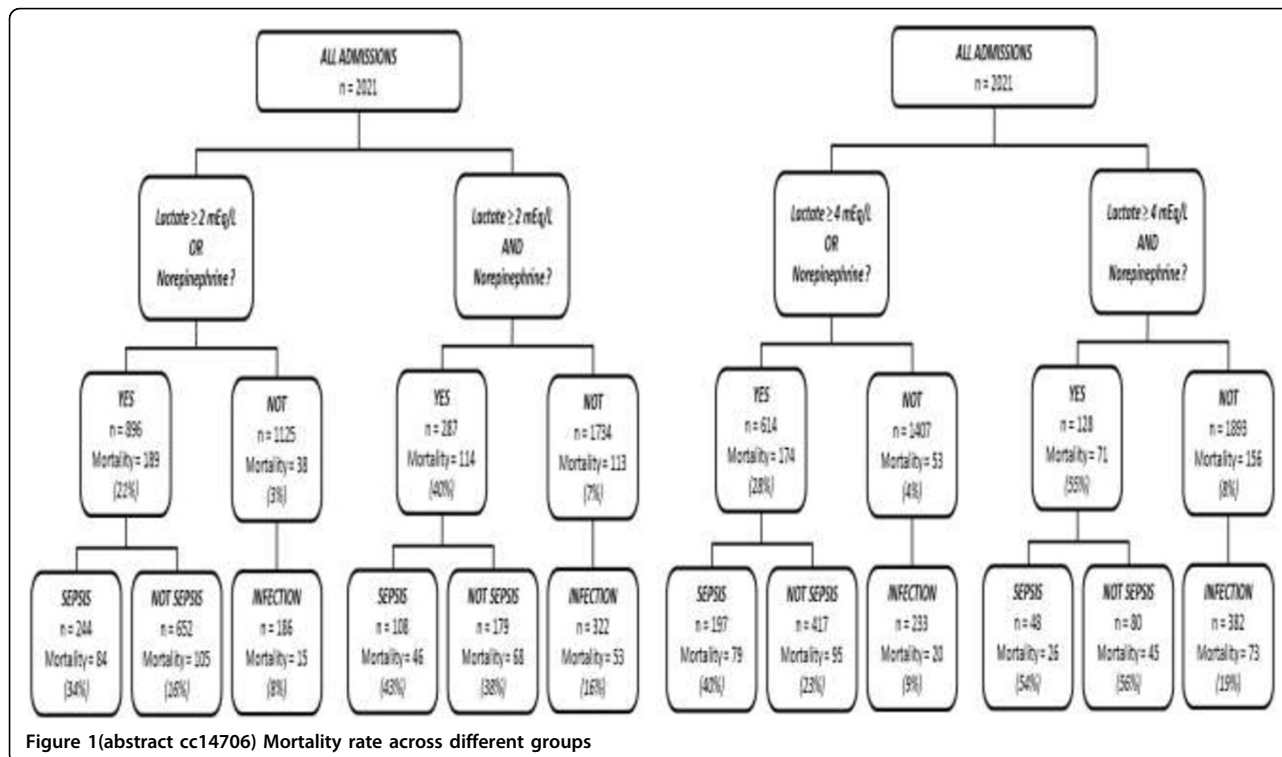 ALL ADMISSIONS
n = 2021
Lactate ≥ 2 mEq/L
OR
Norepinephrine ?
Lactate ≥ 2 mEq/L
AND
Norepinephrine ?
YES
n = 896
Mortality = 189
(21%)
NOT
n = 1125
Mortality = 38
(3%)
YES
n = 287
Mortality = 114
(40%)
NOT
n = 1734
Mortality = 113
(7%)
SEPSIS
n = 244
Mortality = 84
(34%)
NOT SEPSIS
n = 652
Mortality = 105
(16%)
INFECTION
n = 186
Mortality = 15
(8%)
SEPSIS
n = 108
Mortality = 46
(43%)
NOT SEPSIS
n = 179
Mortality = 68
(38%)
INFECTION
n = 322
Mortality = 53
(16%)
ALL ADMISSIONS
n = 2021
Lactate ≥ 4 mEq/L
OR
Norepinephrine ?
Lactate ≥ 4 mEq/L
AND
Norepinephrine ?
YES
n = 614
Mortality = 174
(28%)
NOT
n = 1407
Mortality = 53
(4%)
YES
n = 128
Mortality = 71
(55%)
NOT
n = 1893
Mortality = 156
(8%)
SEPSIS
n = 197
Mortality = 79
(40%)
NOT SEPSIS
n = 417
Mortality = 95
(23%)
INFECTION
n = 233
Mortality = 20
(9%)
SEPSIS
n = 48
Mortality = 26
(54%)
NOT SEPSIS
n = 80
Mortality = 45
(56%)
INFECTION
n = 382
Mortality = 73
(19%)
Figure 1(abstract cc14706) Mortality rate across different groups